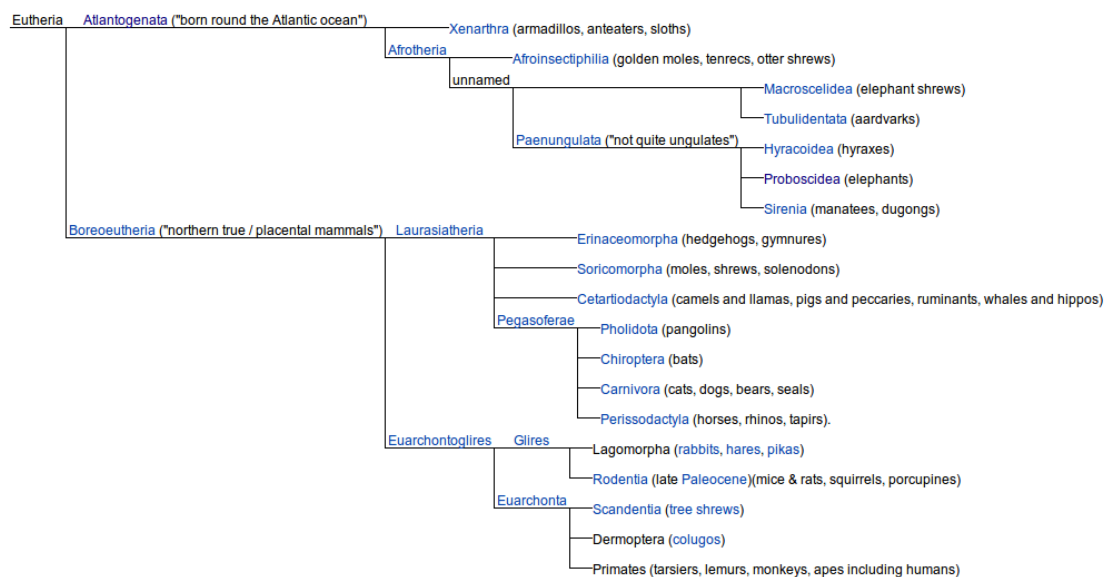 Eutheria Atlantogenata ("born round the Atlantic ocean")
Xenarthra (armadillos, anteaters, sloths)
Afrotheria
Afroinsectiphilia (golden moles, tenrecs, otter shrews)
unnamed
Macroscelidea (elephant shrews)
Tubulidentata (aardvarks)
Paenungulata ("not quite ungulates")
Hyracoidea (hyraxes)
Proboscidea (elephants)
Sirenia (manatees, dugongs)
Boreoeutheria ("northern true / placental mammals") Laurasiatheria
Erinaceomorpha (hedgehogs, gymnures)
Soricomorpha (moles, shrews, solenodons)
Cetartiodactyla (camels and llamas, pigs and peccaries, ruminants, whales and hippos)
Pegasoferae
Pholidota (pangolins)
Chiroptera (bats)
Carnivora (cats, dogs, bears, seals)
Perissodactyla (horses, rhinos, tapirs).
Euarchontoglires Glires
Lagomorpha (rabbits, hares, pikas)
Rodentia (late Paleocene)(mice & rats, squirrels, porcupines)
Euarchonta
Scandentia (tree shrews)
Dermoptera (colugos)
Primates (tarsiers, lemurs, monkeys, apes including humans)